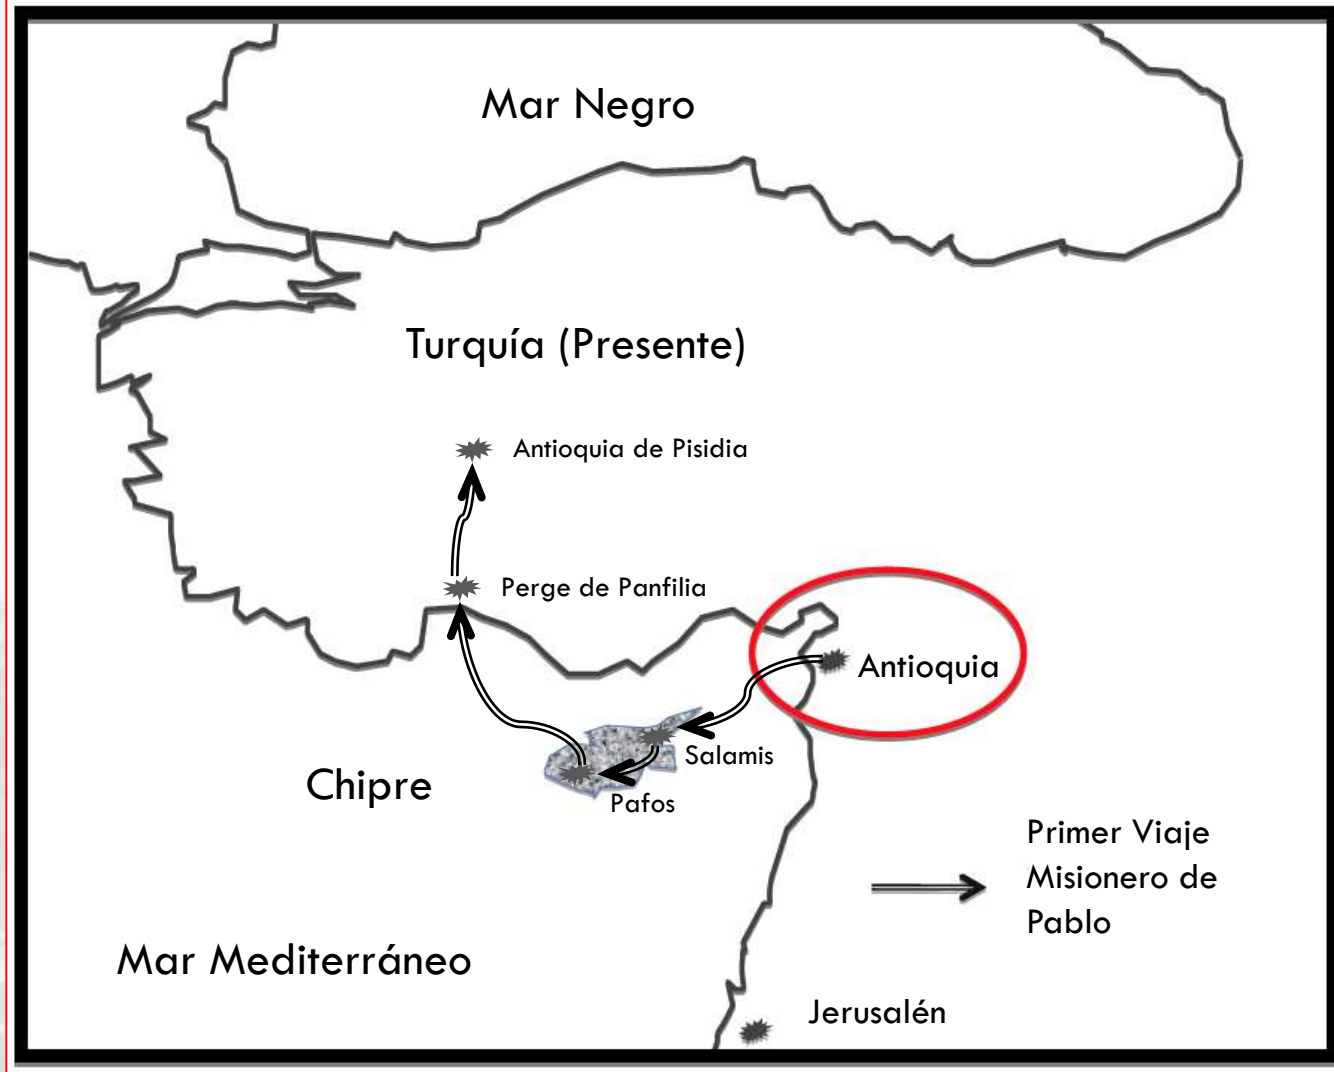 Mar Negro
Turquía (Presente)
Antioquia de Pisidia
Perge de Panfilia
Antioquia
Salamis
Chipre
Pafos
Primer Viaje
Misionero de
Pablo
Mar Mediterráneo
Jerusalén